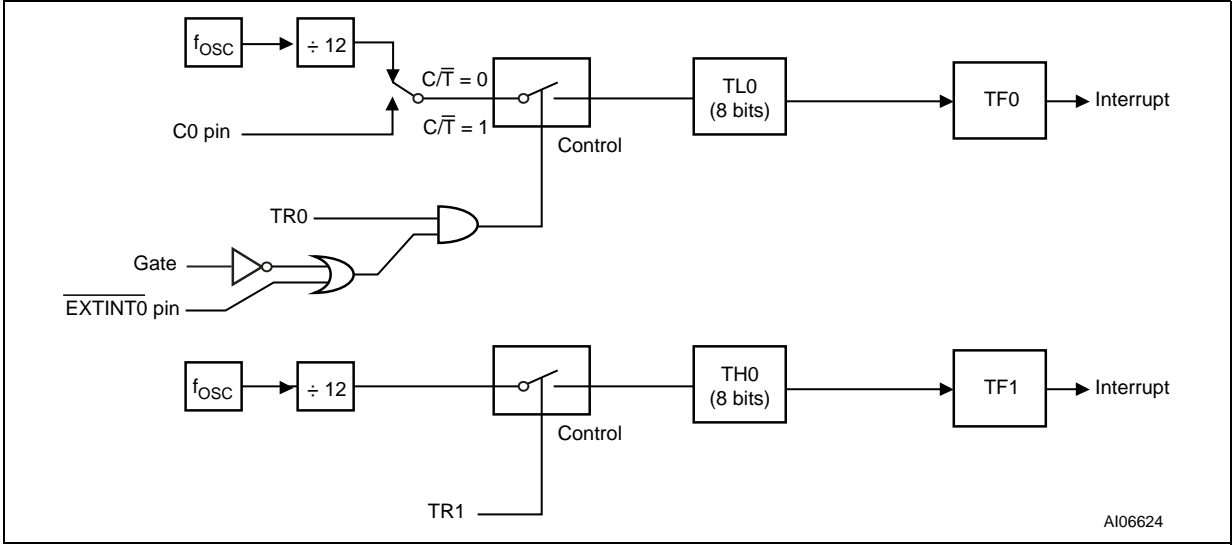 fOSC
÷ 12
C/T̅ = 0
C0 pin
C/T̅ = 1
Control
TL0
(8 bits)
TF0
Interrupt
TR0
Gate
E̅X̅T̅I̅N̅T̅0̅ pin
fOSC
÷ 12
Control
TH0
(8 bits)
TF1
Interrupt
TR1
AI06624